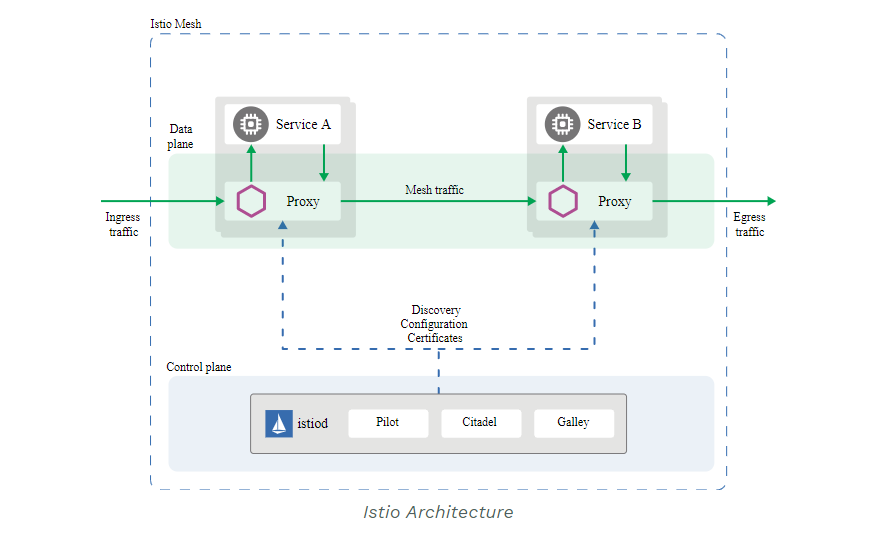 Istio Mesh
Data
plane
Service A
Service B
Proxy
Mesh traffic
Proxy
Ingress
traffic
Egress
traffic
Discovery
Configuration
Certificates
Control plane
istiod
Pilot
Citadel
Galley
Istio Architecture